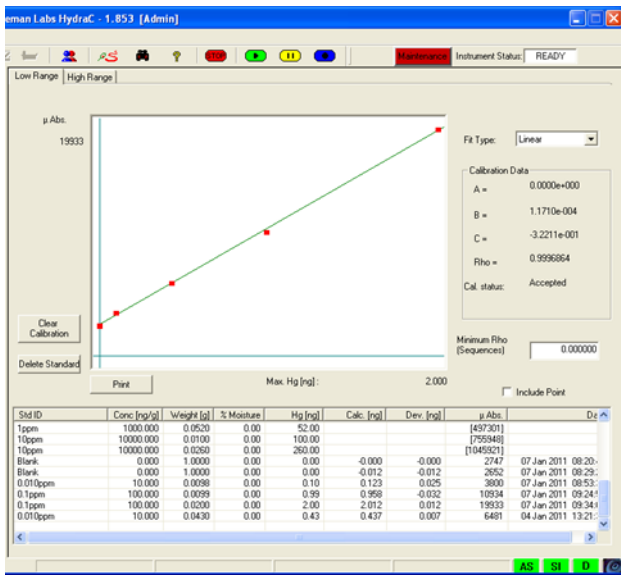 eman Labs HydraC - 1.853 [Admin]
STOP Maintenance Instrument Status: READY
Low Range High Range
µ.Abs.
19933
Fit Type: Linear
Calibration Data
A = 0.0000e+000
B = 1.1710e-004
C = -3.2211e-001
Rho = 0.9996864
Cal. status: Accepted
Clear Calibration
Delete Standard
Minimum Rho (Sequences) 0.000000
Print Max. Hg [ng] : 2.000
Include Point
Std ID Conc [ng/g] Weight [g] % Moisture Hg [ng] Calc. [ng] Dev. [ng] µ.Abs. Da
1ppm 1000.000 0.0520 0.00 52.00 [497301]
10ppm 10000.000 0.0100 0.00 100.00 [755948]
10ppm 10000.000 0.0260 0.00 260.00 [1045921]
Blank 0.000 1.0000 0.00 0.00 -0.000 -0.000 2747 07 Jan 2011 08:20:
Blank 0.000 1.0000 0.00 0.00 -0.012 -0.012 2652 07 Jan 2011 08:29:
0.010ppm 10.000 0.0098 0.00 0.10 0.123 0.025 3800 07 Jan 2011 08:53:
0.1ppm 100.000 0.0099 0.00 0.99 0.958 -0.032 10934 07 Jan 2011 09:24:
0.1ppm 100.000 0.0200 0.00 2.00 2.012 0.012 19933 07 Jan 2011 09:34:
0.010ppm 10.000 0.0430 0.00 0.43 0.437 0.007 6481 04 Jan 2011 13:21:
AS SI D